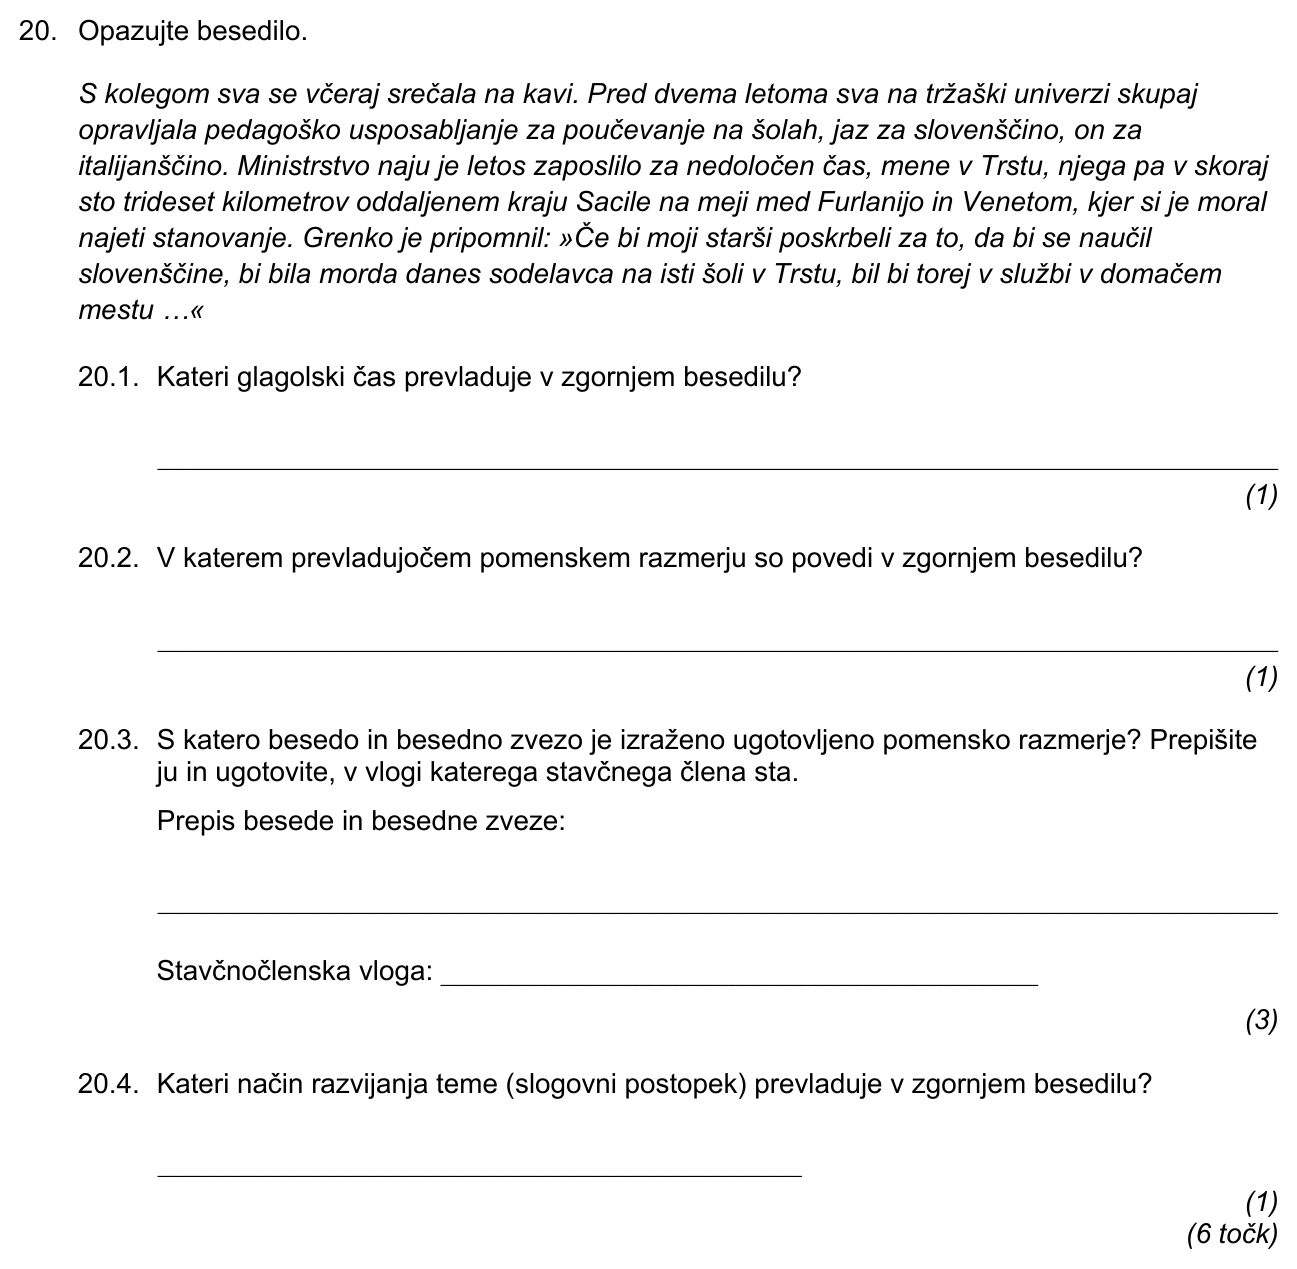 20. Opazujte besedilo.
S kolegom sva se včeraj srečala na kavi. Pred dvema letoma sva na tržaški univerzi skupaj
opravljala pedagoško usposabljanje za poučevanje na šolah, jaz za slovenščino, on za
italijanščino. Ministrstvo naju je letos zaposlilo za nedoločen čas, mene v Trstu, njega pa v skoraj
sto trideset kilometrov oddaljenem kraju Sacile na meji med Furlanijo in Venetom, kjer si je moral
najeti stanovanje. Grenko je pripomnil: »Če bi moji starši poskrbeli za to, da bi se naučil
slovenščine, bi bila morda danes sodelavca na isti šoli v Trstu, bil bi torej v službi v domačem
mestu …«
20.1. Kateri glagolski čas prevladuje v zgornjem besedilu?
(1)
20.2. V katerem prevladujočem pomenskem razmerju so povedi v zgornjem besedilu?
(1)
20.3. S katero besedo in besedno zvezo je izraženo ugotovljeno pomensko razmerje? Prepišite
ju in ugotovite, v vlogi katerega stavčnega člena sta.
Prepis besede in besedne zveze:
Stavčnočlenska vloga:
(3)
20.4. Kateri način razvijanja teme (slogovni postopek) prevladuje v zgornjem besedilu?
(1)
(6 točk)